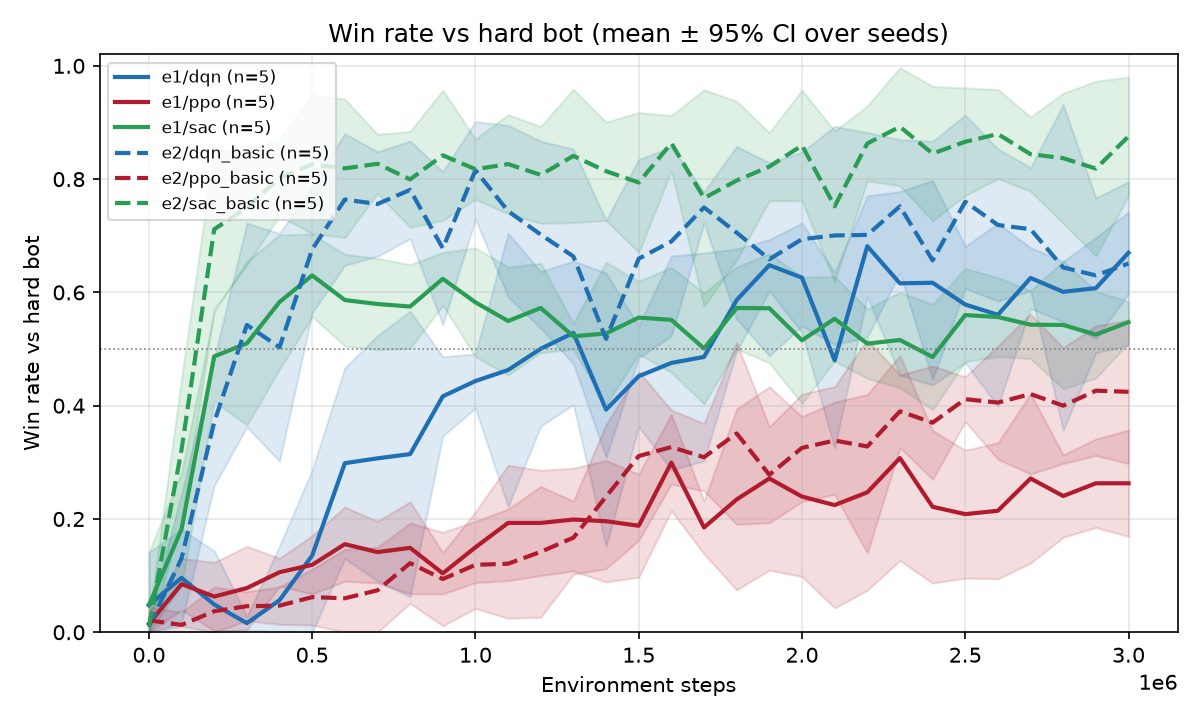 Win rate vs hard bot (mean ± 95% CI over seeds)
e1/dqn (n=5)
e1/ppo (n=5)
e1/sac (n=5)
e2/dqn_basic (n=5)
e2/ppo_basic (n=5)
e2/sac_basic (n=5)
Win rate vs hard bot
1.0
0.8
0.6
0.4
0.2
0.0
0.0 0.5 1.0 1.5 2.0 2.5 3.0
1e6
Environment steps